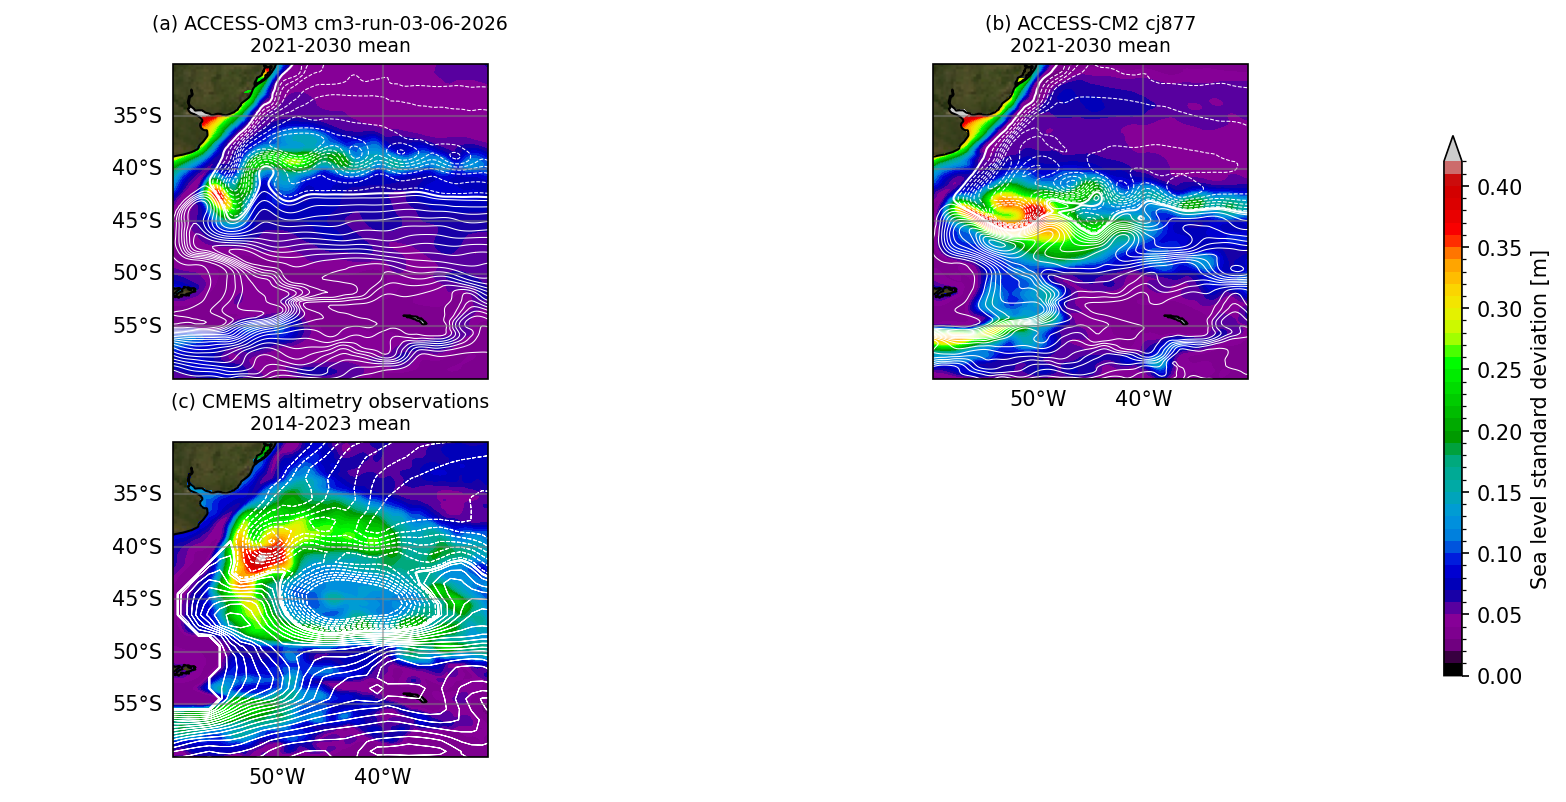 (a) ACCESS-OM3 cm3-run-03-06-2026
2021-2030 mean
35°S
40°S
45°S
50°S
55°S
(b) ACCESS-CM2 cj877
2021-2030 mean
50°W 40°W
(c) CMEMS altimetry observations
2014-2023 mean
35°S
40°S
45°S
50°S
55°S
50°W 40°W
0.40
0.35
0.30
0.25
0.20
0.15
0.10
0.05
0.00
Sea level standard deviation [m]